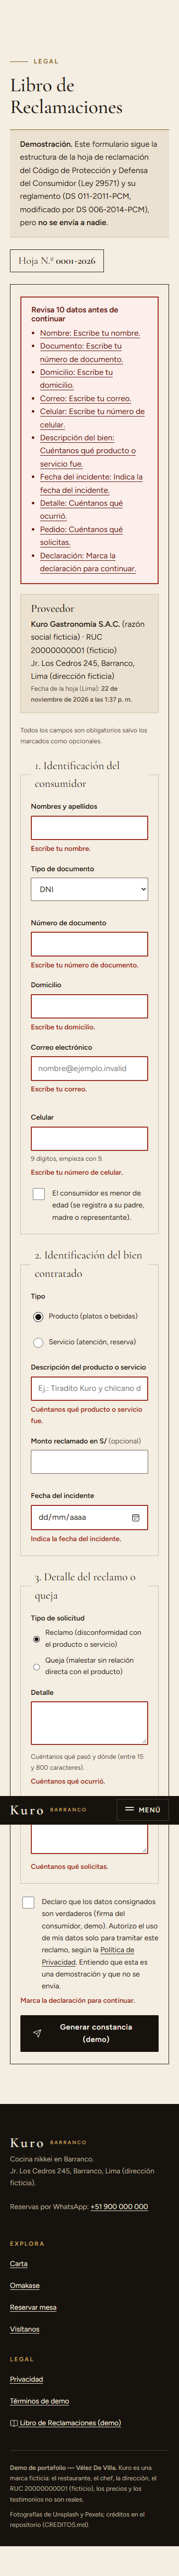 LEGAL
Libro de
Reclamaciones
Demostración. Este formulario sigue la
estructura de la hoja de reclamación
del Código de Protección y Defensa
del Consumidor (Ley 29571) y su
reglamento (DS 011-2011-PCM,
modificado por DS 006-2014-PCM),
pero no se envía a nadie.
Hoja N.º 0001-2026
Revisa 10 datos antes de
continuar
Nombre: Escribe tu nombre.
Documento: Escribe tu
número de documento.
Domicilio: Escribe tu
domicilio.
Correo: Escribe tu correo.
Celular: Escribe tu número de
celular.
Descripción del bien:
Cuéntanos qué producto o
servicio fue.
Fecha del incidente: Indica la
fecha del incidente.
Detalle: Cuéntanos qué
ocurrió.
Pedido: Cuéntanos qué
solicitas.
Declaración: Marca la
declaración para continuar.
Proveedor
Kuro Gastronomía S.A.C. (razón
social ficticia) · RUC
20000000001 (ficticio)
Jr. Los Cedros 245, Barranco,
Lima (dirección ficticia)
Fecha de la hoja (Lima): 22 de
noviembre de 2026 a las 1:37 p. m.
Todos los campos son obligatorios salvo los
marcados como opcionales.
1. Identificación del
consumidor
Nombres y apellidos
Escribe tu nombre.
Tipo de documento
DNI
Número de documento
Escribe tu número de documento.
Domicilio
Escribe tu domicilio.
Correo electrónico
nombre@ejemplo.invalid
Escribe tu correo.
Celular
9 dígitos, empieza con 9.
Escribe tu número de celular.
El consumidor es menor de
edad (se registra a su padre,
madre o representante).
2. Identificación del bien
contratado
Tipo
Producto (platos o bebidas)
Servicio (atención, reserva)
Descripción del producto o servicio
Ej.: Tiradito Kuro y chilcano d
Cuéntanos qué producto o servicio
fue.
Monto reclamado en S/ (opcional)
Fecha del incidente
dd/mm/aaaa
Indica la fecha del incidente.
3. Detalle del reclamo o
queja
Tipo de solicitud
Reclamo (disconformidad con
el producto o servicio)
Queja (malestar sin relación
directa con el producto)
Detalle
Cuéntanos qué pasó y dónde (entre 15
y 800 caracteres).
Cuéntanos qué ocurrió.
Kuro BARRANCO MENÚ
Cuéntanos qué solicitas.
Declaro que los datos consignados
son verdaderos (firma del
consumidor, demo). Autorizo el uso
de mis datos solo para tramitar este
reclamo, según la Política de
Privacidad. Entiendo que esta es
una demostración y que no se
envía.
Marca la declaración para continuar.
Generar constancia
(demo)
Kuro BARRANCO
Cocina nikkei en Barranco.
Jr. Los Cedros 245, Barranco, Lima (dirección
ficticia).
Reservas por WhatsApp: +51 900 000 000
EXPLORA
Carta
Omakase
Reservar mesa
Visítanos
LEGAL
Privacidad
Términos de demo
Libro de Reclamaciones (demo)
Demo de portafolio — Vélez De Villa. Kuro es una
marca ficticia: el restaurante, el chef, la dirección, el
RUC 20000000001 (ficticio), los precios y los
testimonios no son reales.
Fotografías de Unsplash y Pexels; créditos en el
repositorio (CREDITOS.md).